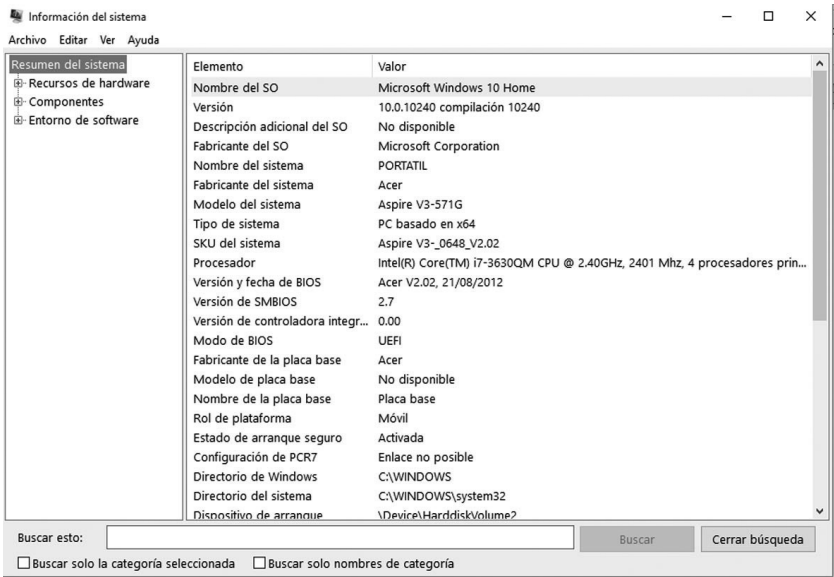 Información del sistema
Archivo Editar Ver Ayuda
Resumen del sistema
Recursos de hardware
Componentes
Entorno de software
Elemento Valor
Nombre del SO Microsoft Windows 10 Home
Versión 10.0.10240 compilación 10240
Descripción adicional del SO No disponible
Fabricante del SO Microsoft Corporation
Nombre del sistema PORTATIL
Fabricante del sistema Acer
Modelo del sistema Aspire V3-571G
Tipo de sistema PC basado en x64
SKU del sistema Aspire V3-_0648_V2.02
Procesador Intel(R) Core(TM) i7-3630QM CPU @ 2.40GHz, 2401 Mhz, 4 procesadores prin...
Versión y fecha de BIOS Acer V2.02, 21/08/2012
Versión de SMBIOS 2.7
Versión de controladora integr... 0.00
Modo de BIOS UEFI
Fabricante de la placa base Acer
Modelo de placa base No disponible
Nombre de la placa base Placa base
Rol de plataforma Móvil
Estado de arranque seguro Activada
Configuración de PCR7 Enlace no posible
Directorio de Windows C:\WINDOWS
Directorio del sistema C:\WINDOWS\system32
Dispositivo de arranque \Device\HarddiskVolume2
Buscar esto: Buscar Cerrar búsqueda
Buscar solo la categoría seleccionada Buscar solo nombres de categoría